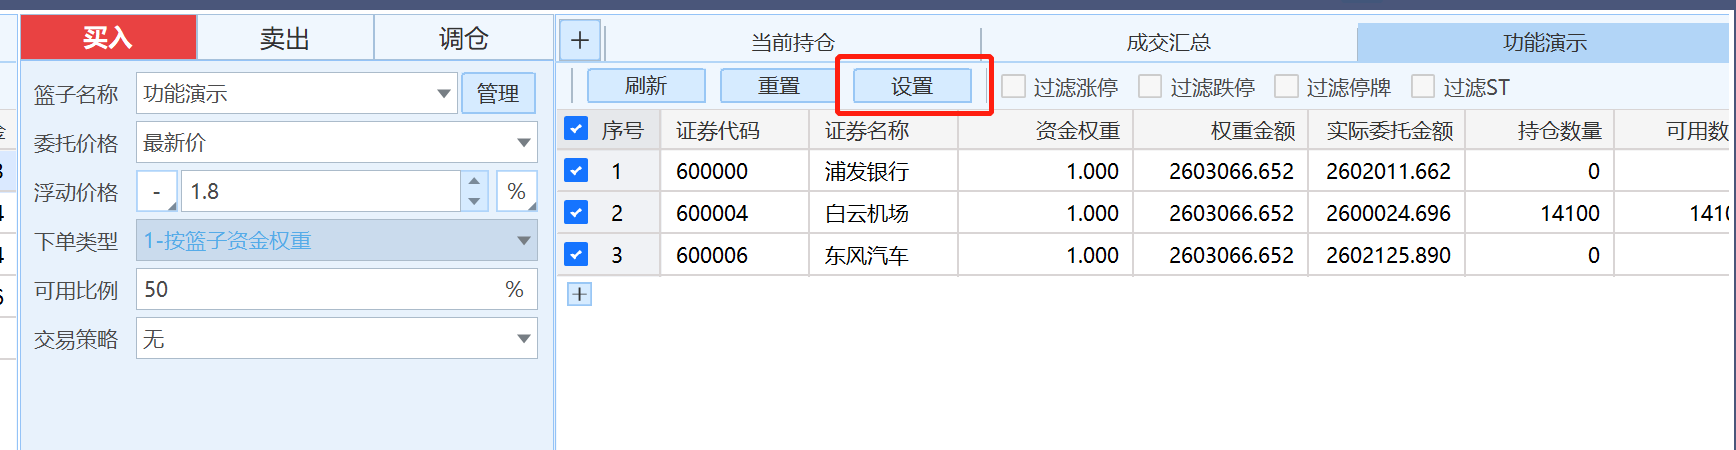 买入 卖出 调仓
篮子名称 功能演示 管理
委托价格 最新价
浮动价格 - 1.8 %
下单类型 1-按篮子资金权重
可用比例 50 %
交易策略 无
+ 当前持仓 成交汇总 功能演示
刷新 重置 设置 过滤涨停 过滤跌停 过滤停牌 过滤ST
序号 证券代码 证券名称 资金权重 权重金额 实际委托金额 持仓数量 可用数
1 600000 浦发银行 1.000 2603066.652 2602011.662 0
2 600004 白云机场 1.000 2603066.652 2600024.696 14100 1410
3 600006 东风汽车 1.000 2603066.652 2602125.890 0
+